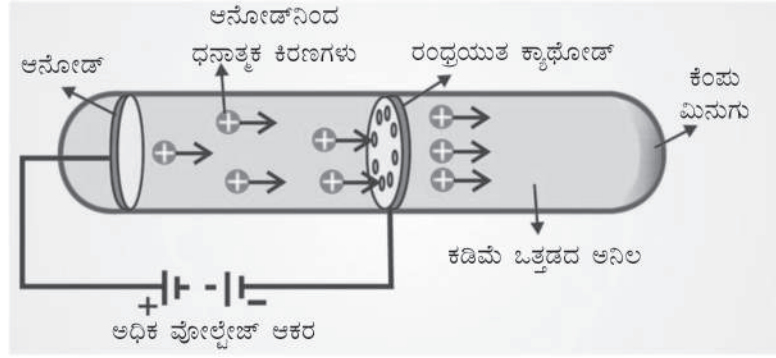 ಆನೋಡ್‌ನಿಂದ
ಧನಾತ್ಮಕ ಕಿರಣಗಳು
ಆನೋಡ್
ರಂಧ್ರಯುತ ಕ್ಯಾಥೋಡ್
ಕೆಂಪು
ಮಿನುಗು
ಕಡಿಮೆ ಒತ್ತಡದ ಅನಿಲ
ಅಧಿಕ ವೋಲ್ಟೇಜ್ ಆಕರ